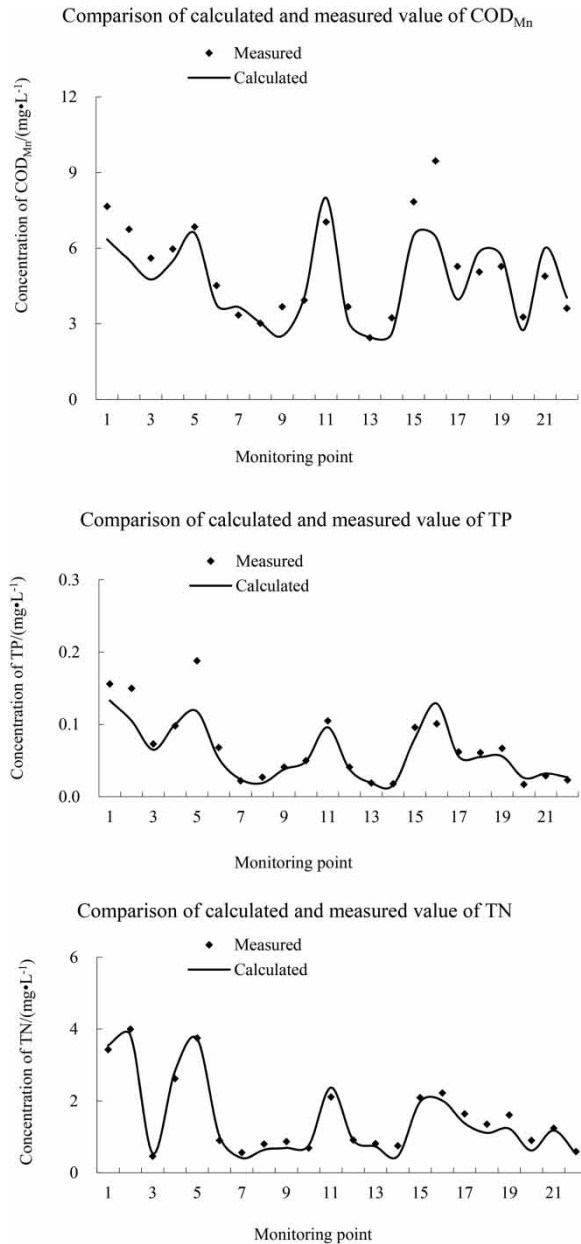 Comparison of calculated and measured value of COD_Mn
Measured
Calculated
Concentration of COD_Mn/(mg•L⁻¹)
12
9
6
3
0
1 3 5 7 9 11 13 15 17 19 21
Monitoring point
Comparison of calculated and measured value of TP
Measured
Calculated
Concentration of TP/(mg•L⁻¹)
0.3
0.2
0.1
0.0
1 3 5 7 9 11 13 15 17 19 21
Monitoring point
Comparison of calculated and measured value of TN
Measured
Calculated
Concentration of TN/(mg•L⁻¹)
6
4
2
0
1 3 5 7 9 11 13 15 17 19 21
Monitoring point